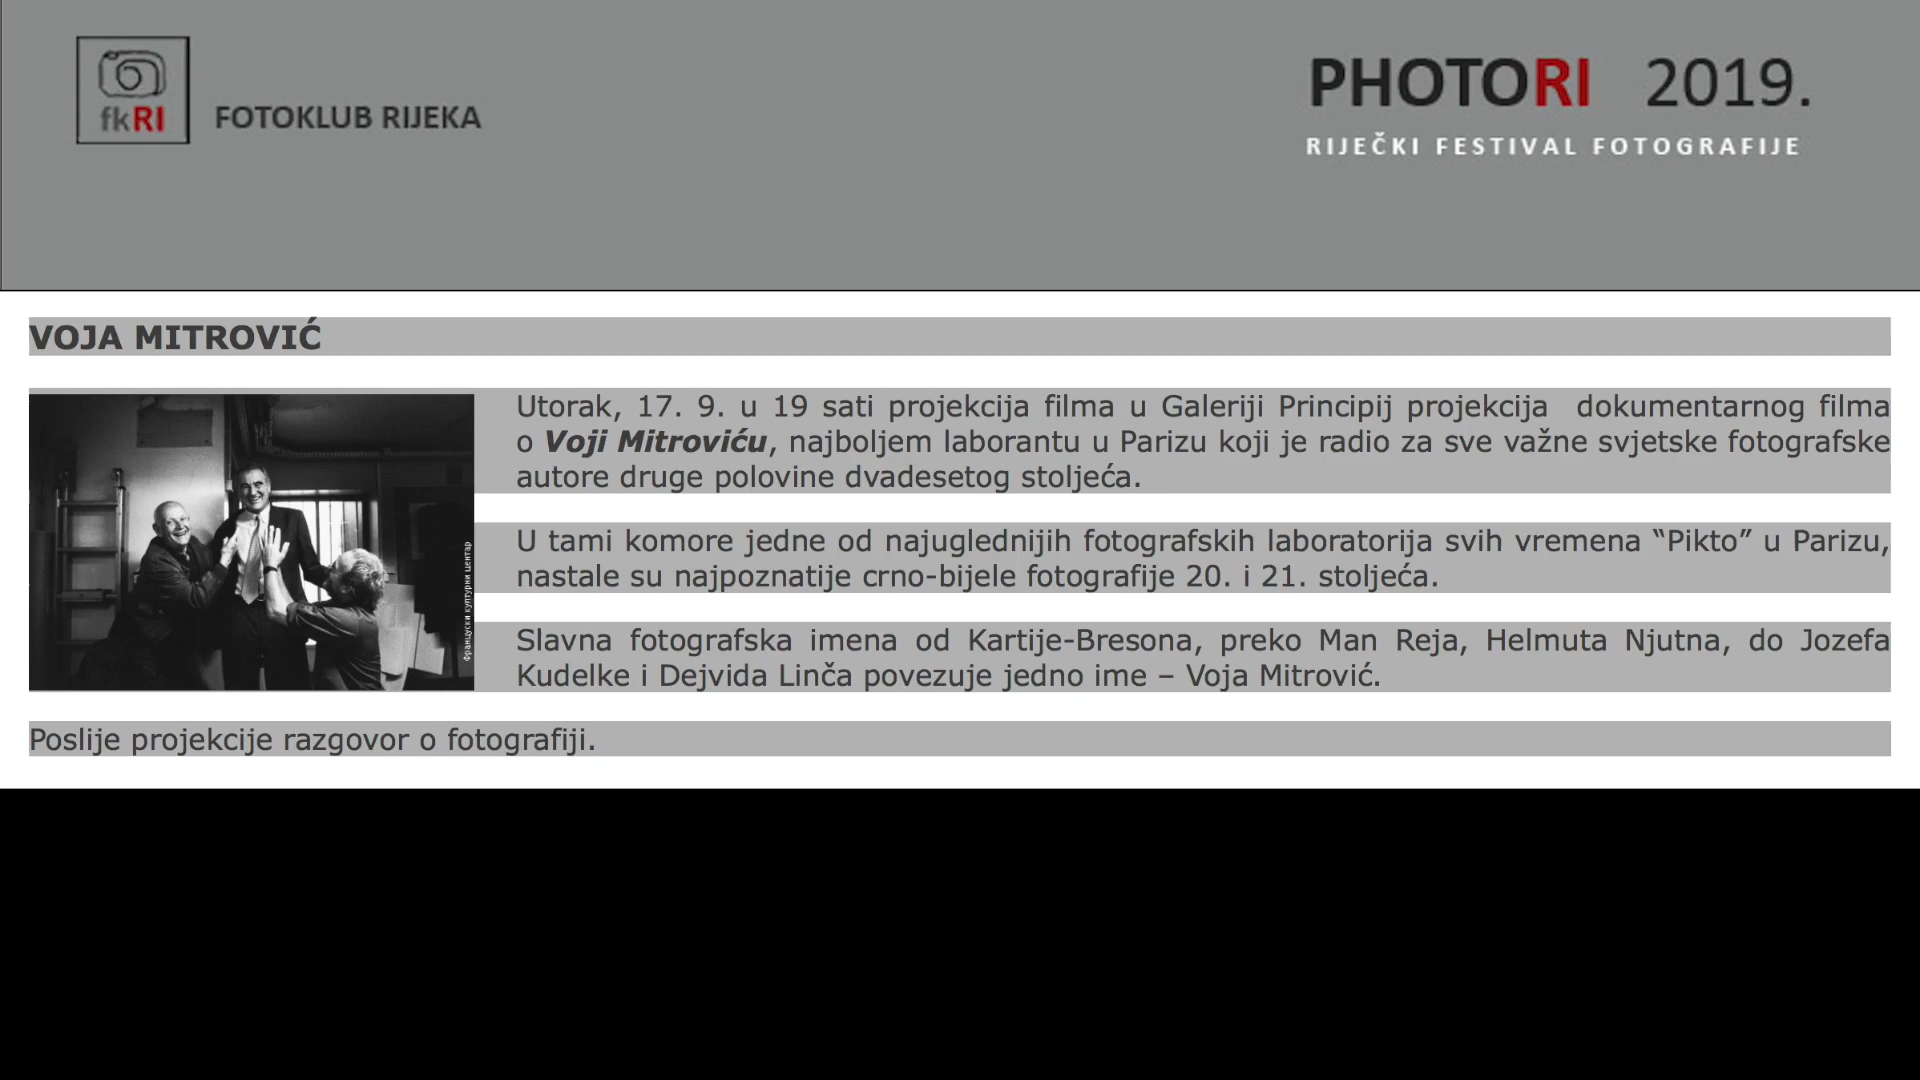 fkRI
FOTOKLUB RIJEKA
PHOTORI 2019.
RIJEČKI FESTIVAL FOTOGRAFIJE
VOJA MITROVIĆ
Utorak, 17. 9. u 19 sati projekcija filma u Galeriji Principij projekcija dokumentarnog filma
o Voji Mitroviću, najboljem laborantu u Parizu koji je radio za sve važne svjetske fotografske
autore druge polovine dvadesetog stoljeća.
U tami komore jedne od najuglednijih fotografskih laboratorija svih vremena “Pikto” u Parizu,
nastale su najpoznatije crno-bijele fotografije 20. i 21. stoljeća.
Slavna fotografska imena od Kartije-Bresona, preko Man Reja, Helmuta Njutna, do Jozefa
Kudelke i Dejvida Linča povezuje jedno ime – Voja Mitrović.
Француски културни центар
Poslije projekcije razgovor o fotografiji.